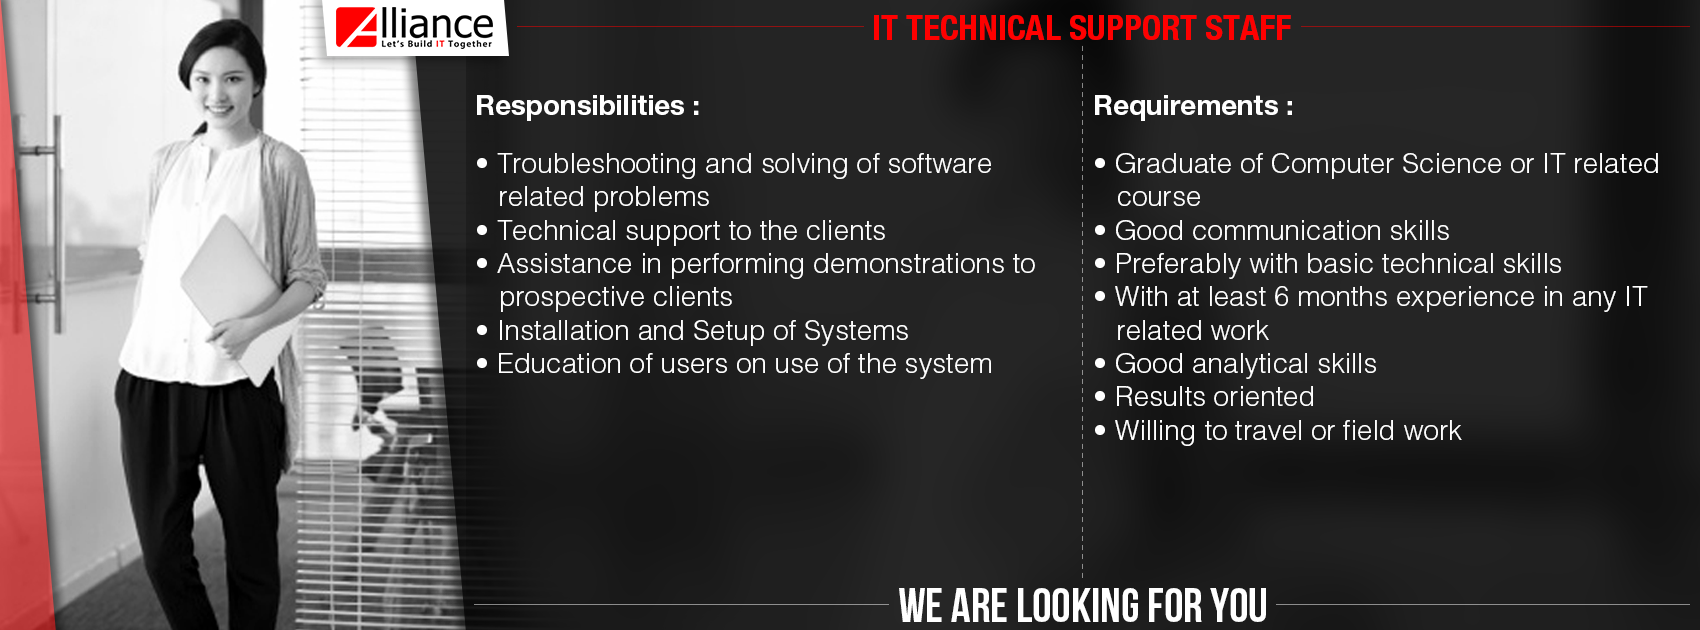 Alliance
Let's Build IT Together
IT TECHNICAL SUPPORT STAFF
Responsibilities :
• Troubleshooting and solving of software
related problems
• Technical support to the clients
• Assistance in performing demonstrations to
prospective clients
• Installation and Setup of Systems
• Education of users on use of the system
Requirements :
• Graduate of Computer Science or IT related
course
• Good communication skills
• Preferably with basic technical skills
• With at least 6 months experience in any IT
related work
• Good analytical skills
• Results oriented
• Willing to travel or field work
WE ARE LOOKING FOR YOU